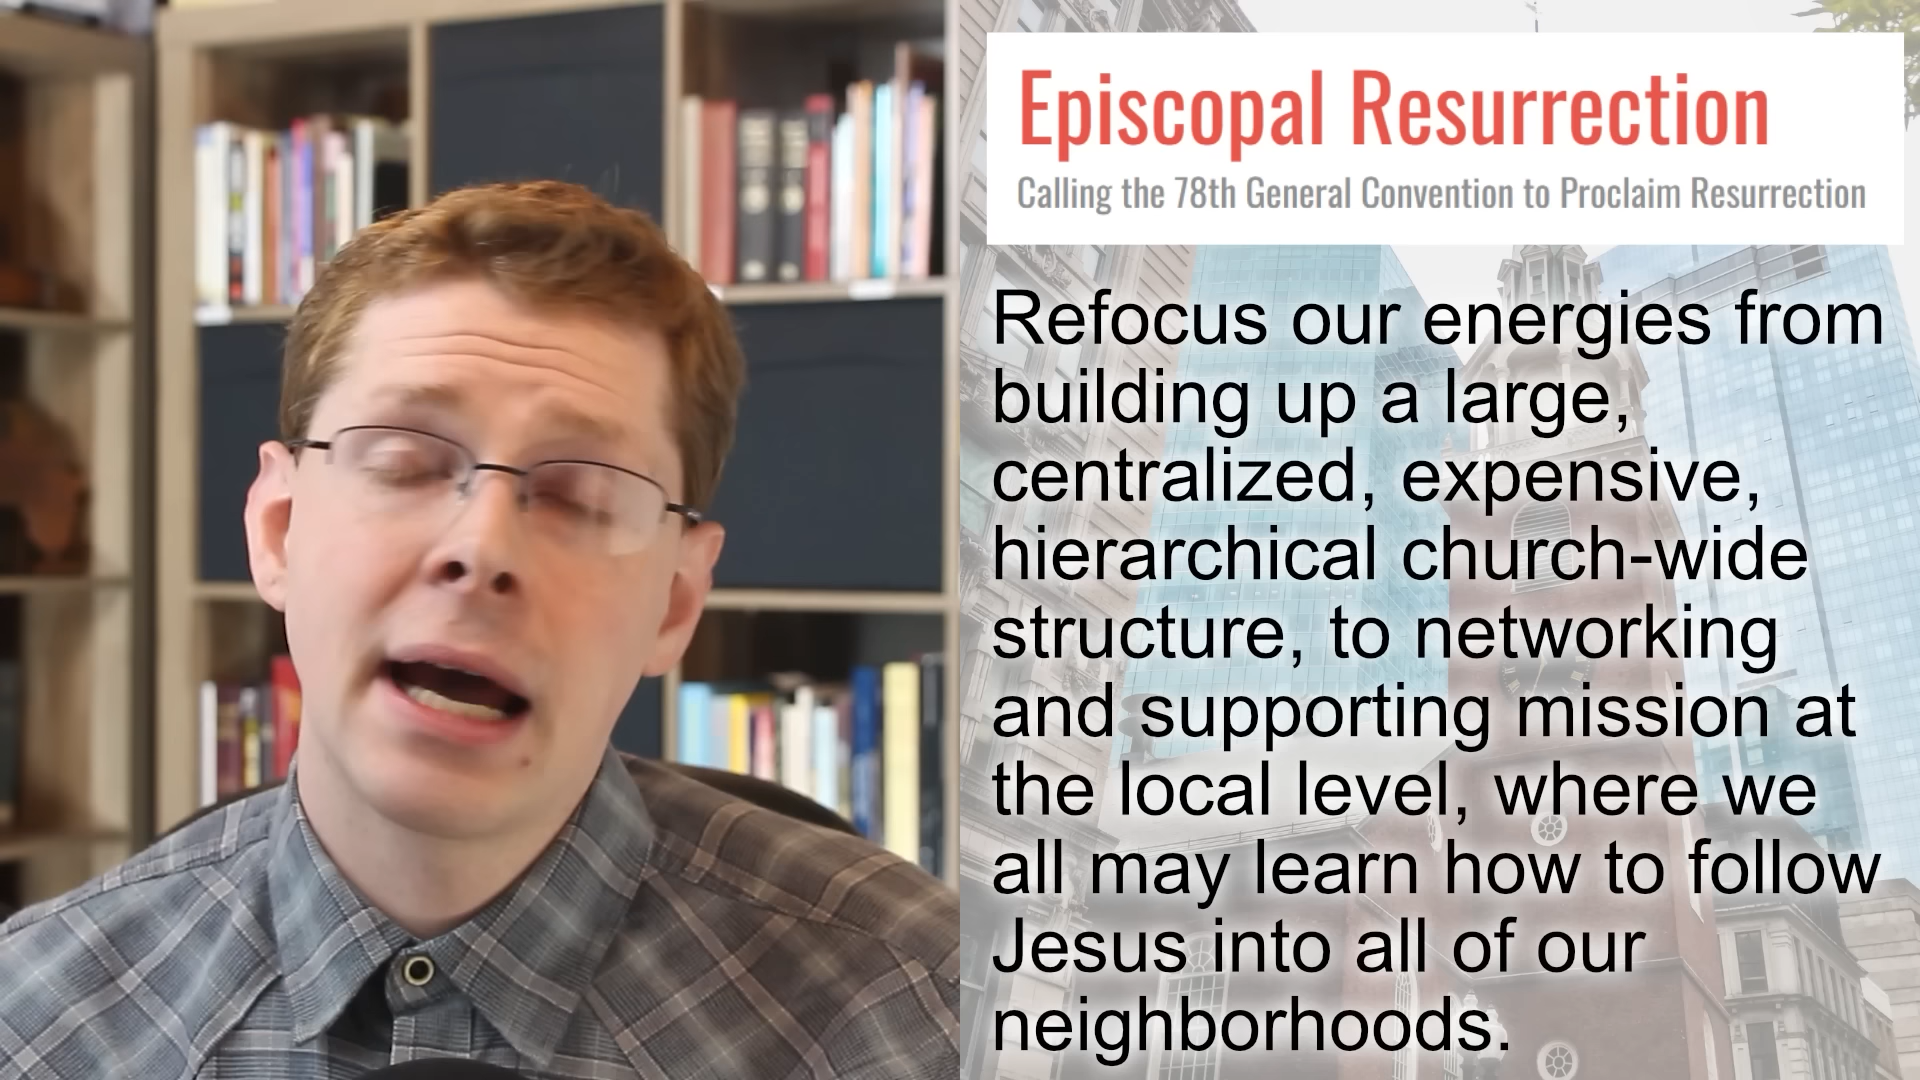 Episcopal Resurrection
Calling the 78th General Convention to Proclaim Resurrection
Refocus our energies from
building up a large,
centralized, expensive,
hierarchical church-wide
structure, to networking
and supporting mission at
the local level, where we
all may learn how to follow
Jesus into all of our
neighborhoods.